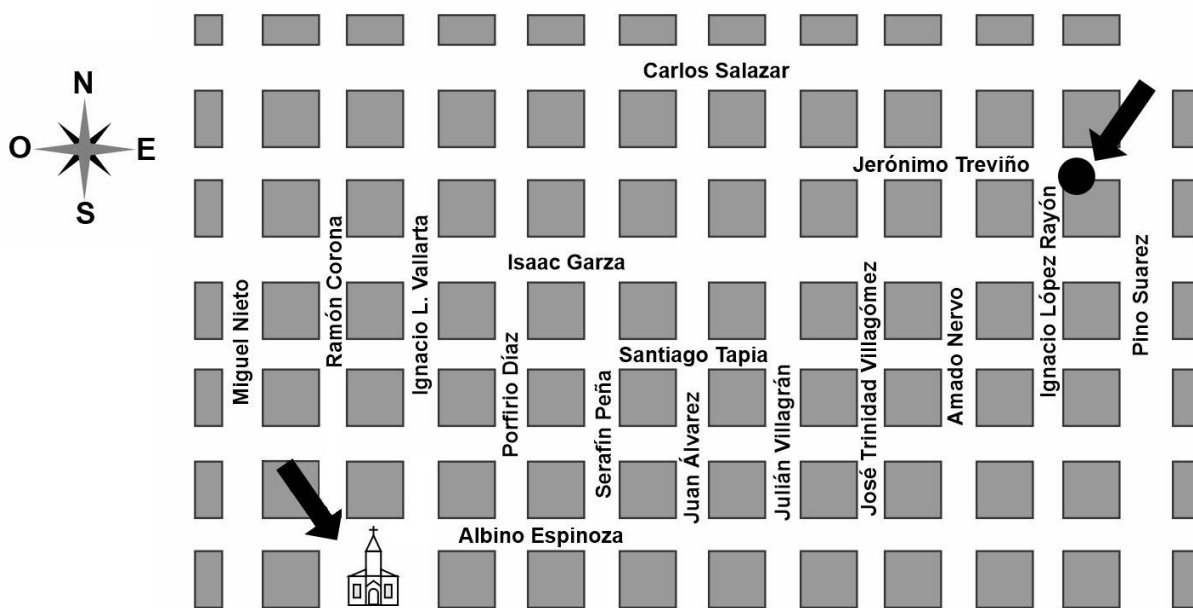 Carlos Salazar
N
O
E
S
Jerónimo Treviño
Isaac Garza
Santiago Tapia
Miguel Nieto
Ramón Corona
Ignacio L. Vallarta
Porfirio Díaz
Serafín Peña
Juan Álvarez
Julián Villagrán
José Trinidad Villagómez
Amado Nervo
Ignacio López Rayón
Pino Suarez
Albino Espinoza